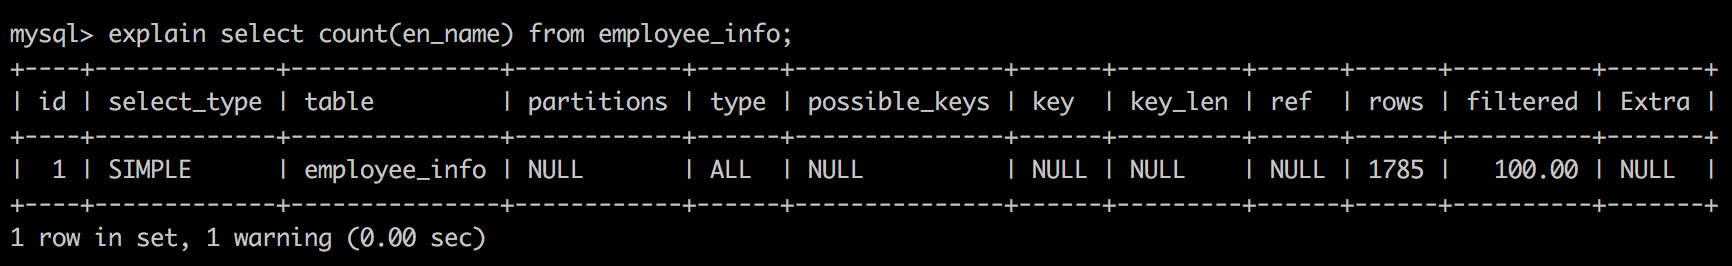 mysql> explain select count(en_name) from employee_info;
+----+-------------+---------------+------------+------+---------------+------+---------+------+------+----------+-------+
| id | select_type | table         | partitions | type | possible_keys | key  | key_len | ref  | rows | filtered | Extra |
+----+-------------+---------------+------------+------+---------------+------+---------+------+------+----------+-------+
|  1 | SIMPLE      | employee_info | NULL       | ALL  | NULL          | NULL | NULL    | NULL | 1785 |   100.00 | NULL  |
+----+-------------+---------------+------------+------+---------------+------+---------+------+------+----------+-------+
1 row in set, 1 warning (0.00 sec)